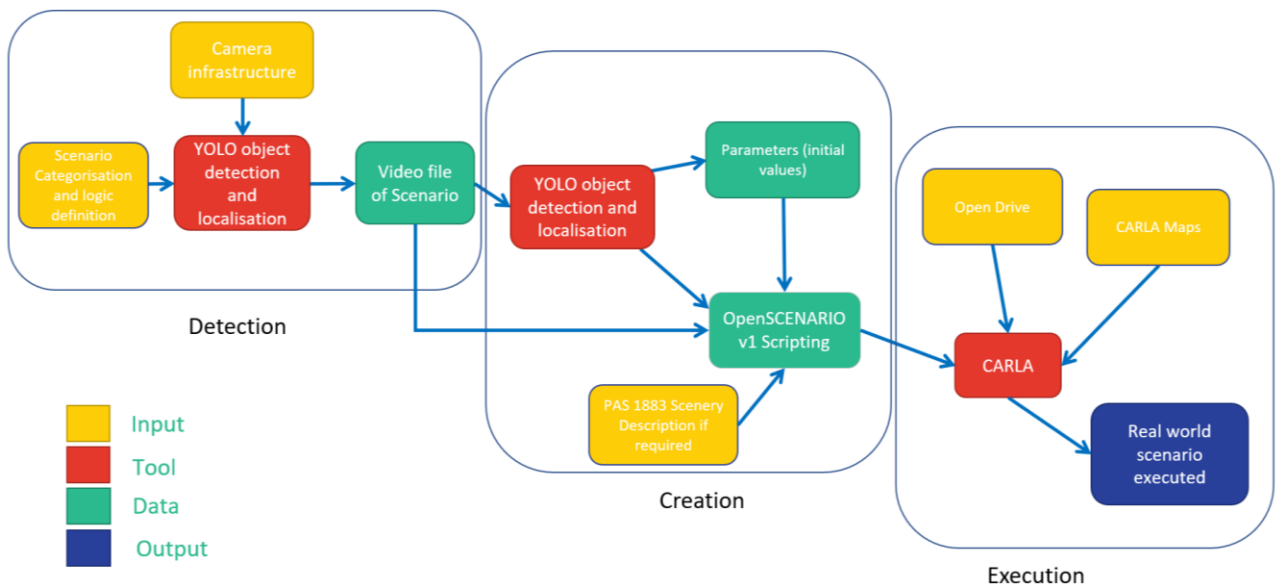 Camera
infrastructure
Scenario
Categorisation
and logic
definition
YOLO object
detection
and
localisation
Video file
of Scenario
Detection
YOLO object
detection and
localisation
Parameters (initial
values)
OpenSCENARIO
v1 Scripting
PAS 1883 Scenery
Description if
required
Creation
Open Drive
CARLA Maps
CARLA
Real world
scenario
executed
Execution
Input
Tool
Data
Output